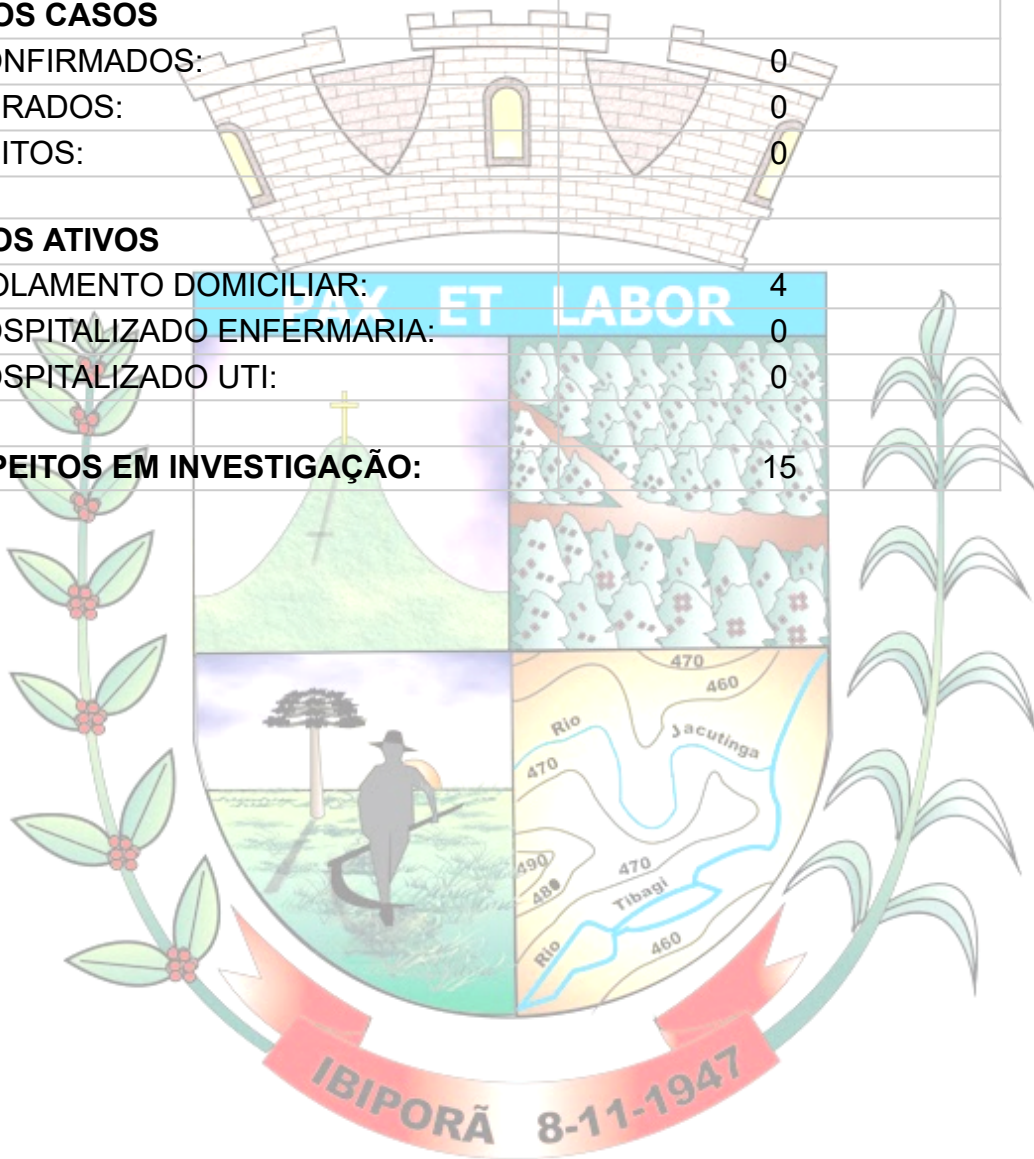 OS CASOS
ONFIRMADOS: 0
RADOS: 0
ITOS: 0
OS ATIVOS
OLAMENTO DOMICILIAR: 4
PAX ET LABOR
OSPITALIZADO ENFERMARIA: 0
OSPITALIZADO UTI: 0
PEITOS EM INVESTIGAÇÃO: 15
470
460
Rio Jacutinga
470
490
480
470
Rio Tibagi
460
IBIPORÃ 8-11-1947